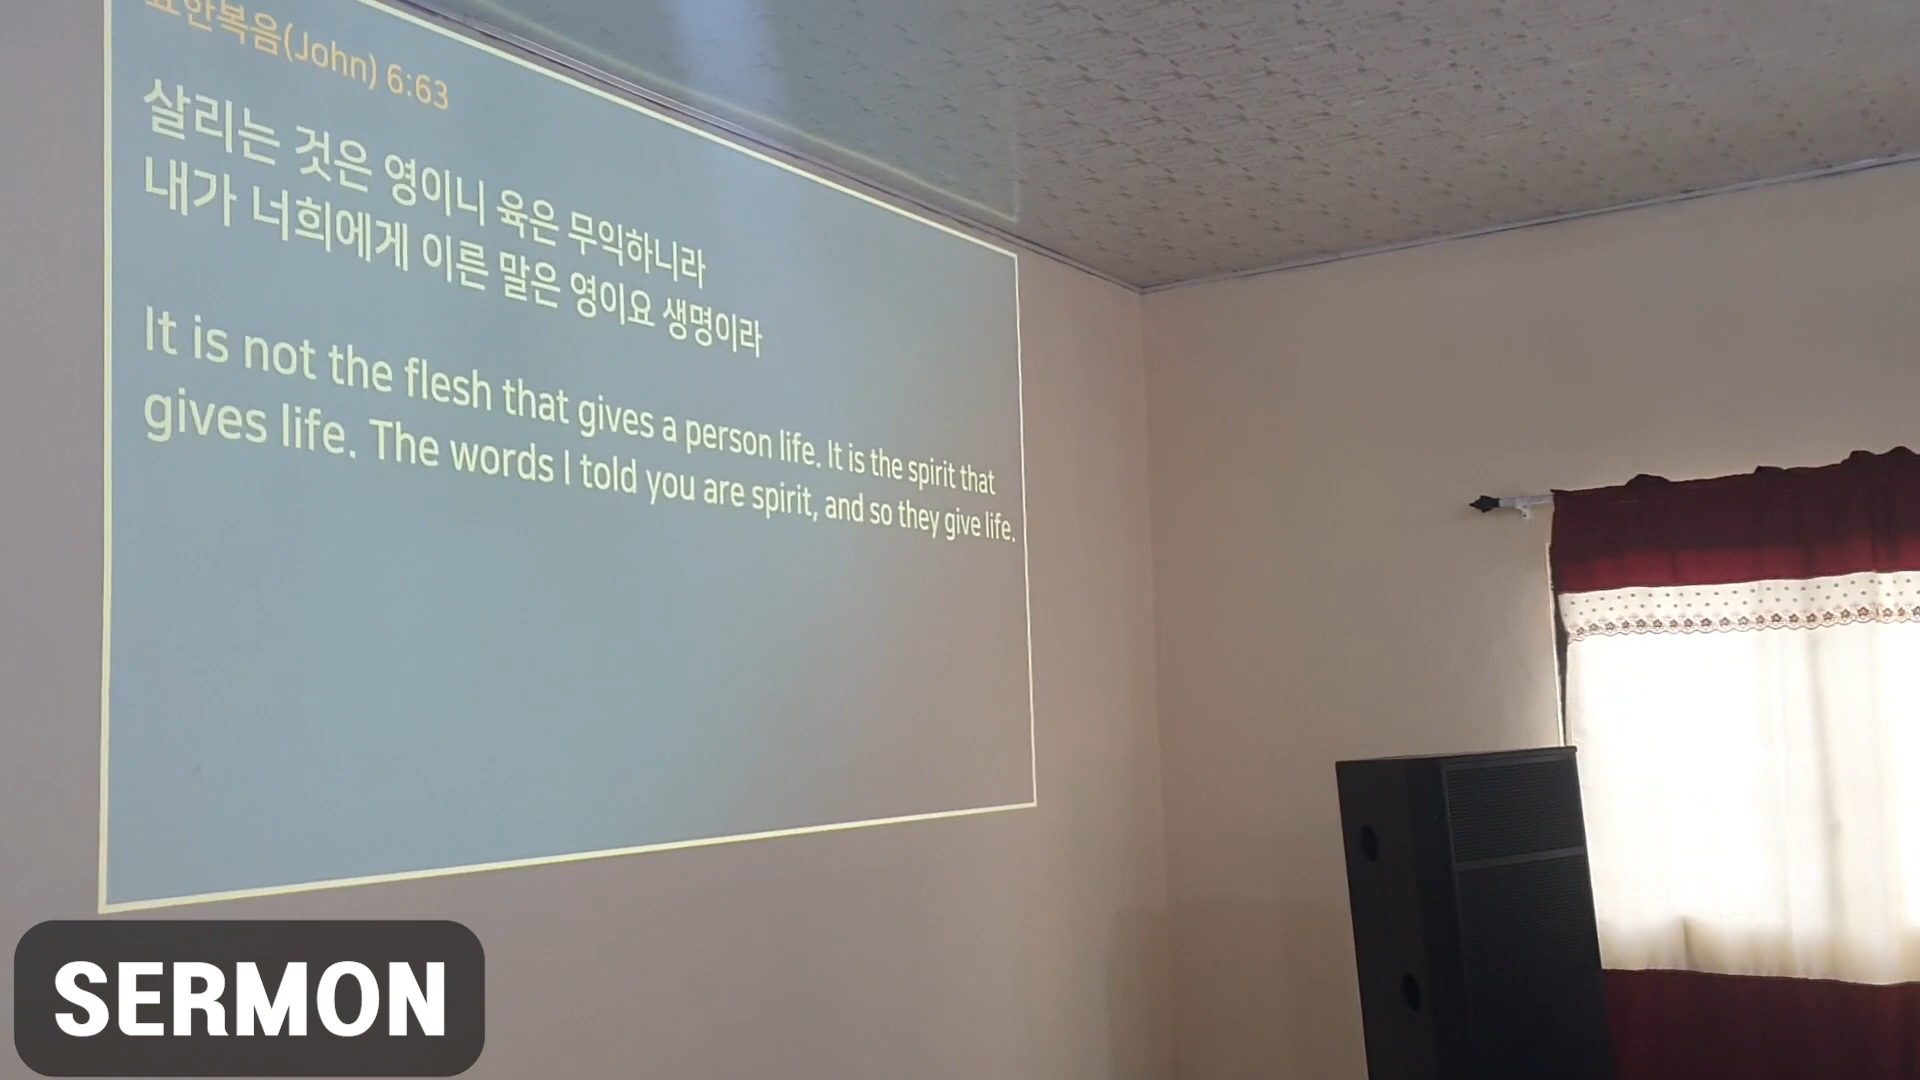 요한복음(John) 6:63
살리는 것은 영이니 육은 무익하니라
내가 너희에게 이른 말은 영이요 생명이라
It is not the flesh that gives a person life. It is the spirit that
gives life. The words I told you are spirit, and so they give life.
SERMON